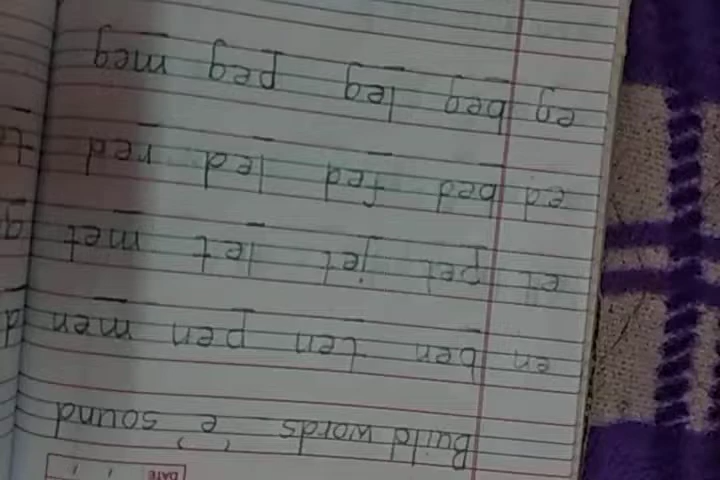 DATE / /
Build words "e" sound
en ben ten pen men
et pet jet let met
ed bed fed led red
eg beg leg peg meg